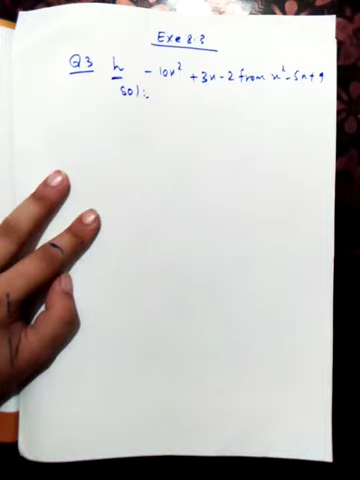 Exe 8.3
Q3 h -10x² + 3x - 2 from x² - 5x + 9
Sol: